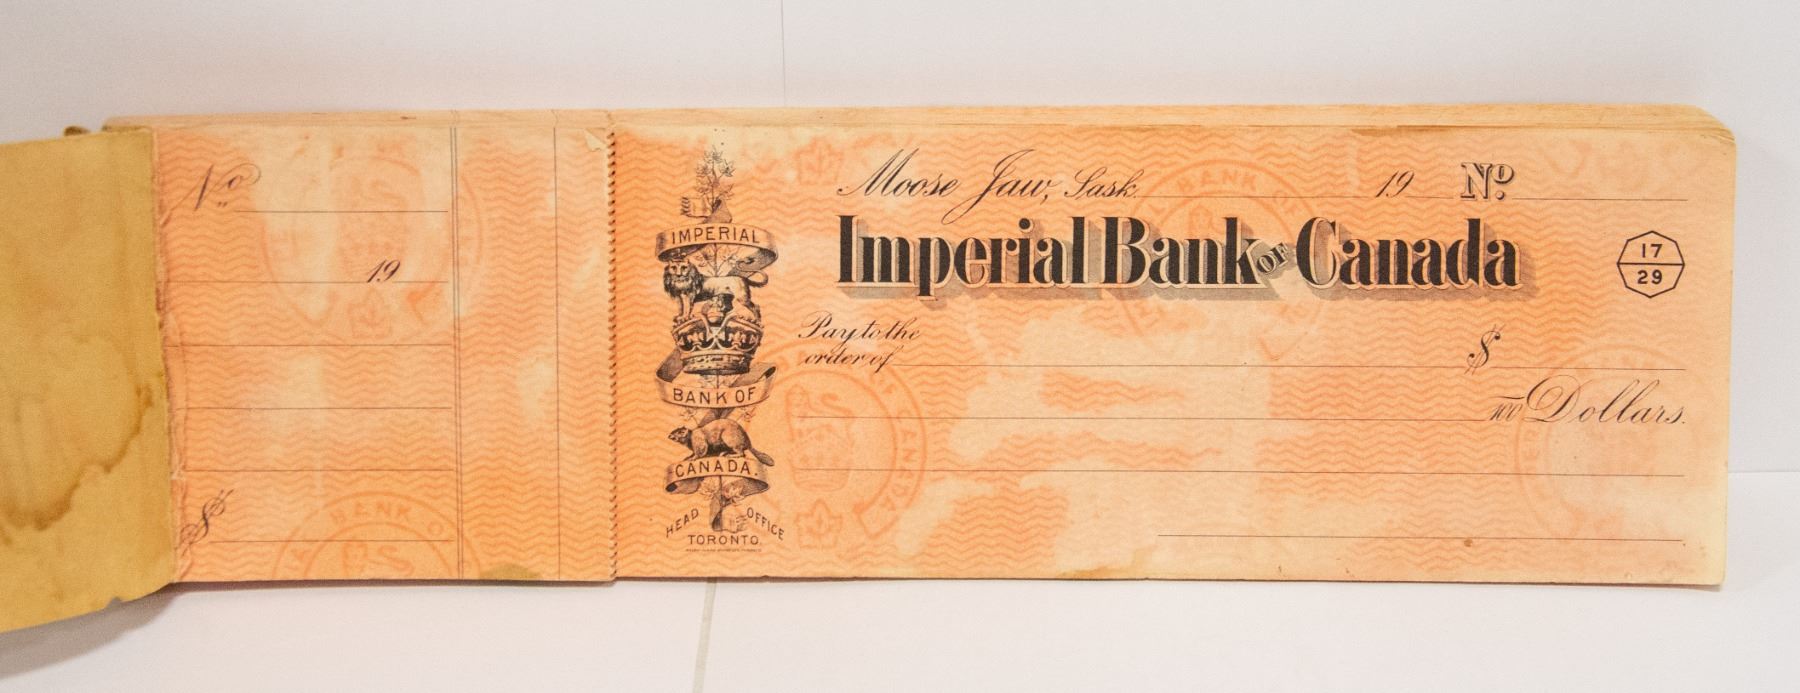 No.
19
$
IMPERIAL
BANK OF
CANADA.
HEAD OFFICE
TORONTO.
Moose Jaw, Sask. 19 No.
Imperial Bank of Canada
17
29
Pay to the
order of $
/100 Dollars.